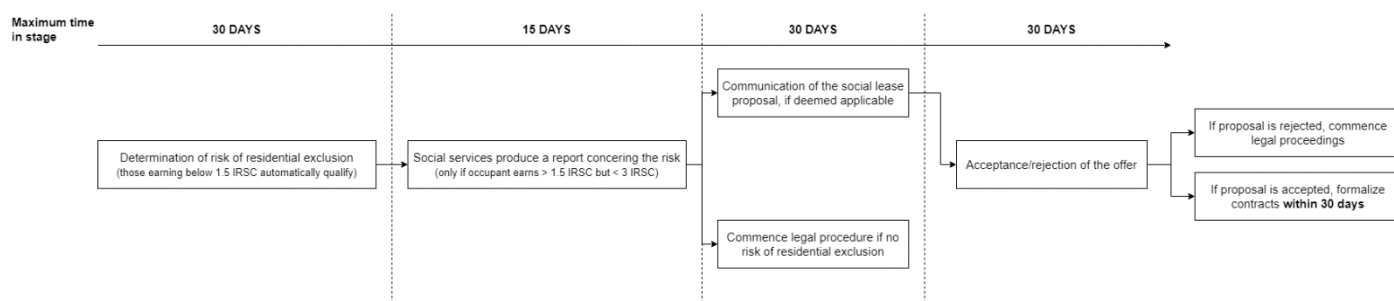 Maximum time
in stage
30 DAYS
15 DAYS
30 DAYS
30 DAYS
Determination of risk of residential exclusion
(those earning below 1.5 IRSC automatically qualify)
Social services produce a report concering the risk
(only if occupant earns > 1.5 IRSC but < 3 IRSC)
Communication of the social lease
proposal, if deemed applicable
Commence legal procedure if no
risk of residential exclusion
Acceptance/rejection of the offer
If proposal is rejected, commence
legal proceedings
If proposal is accepted, formalize
contracts within 30 days